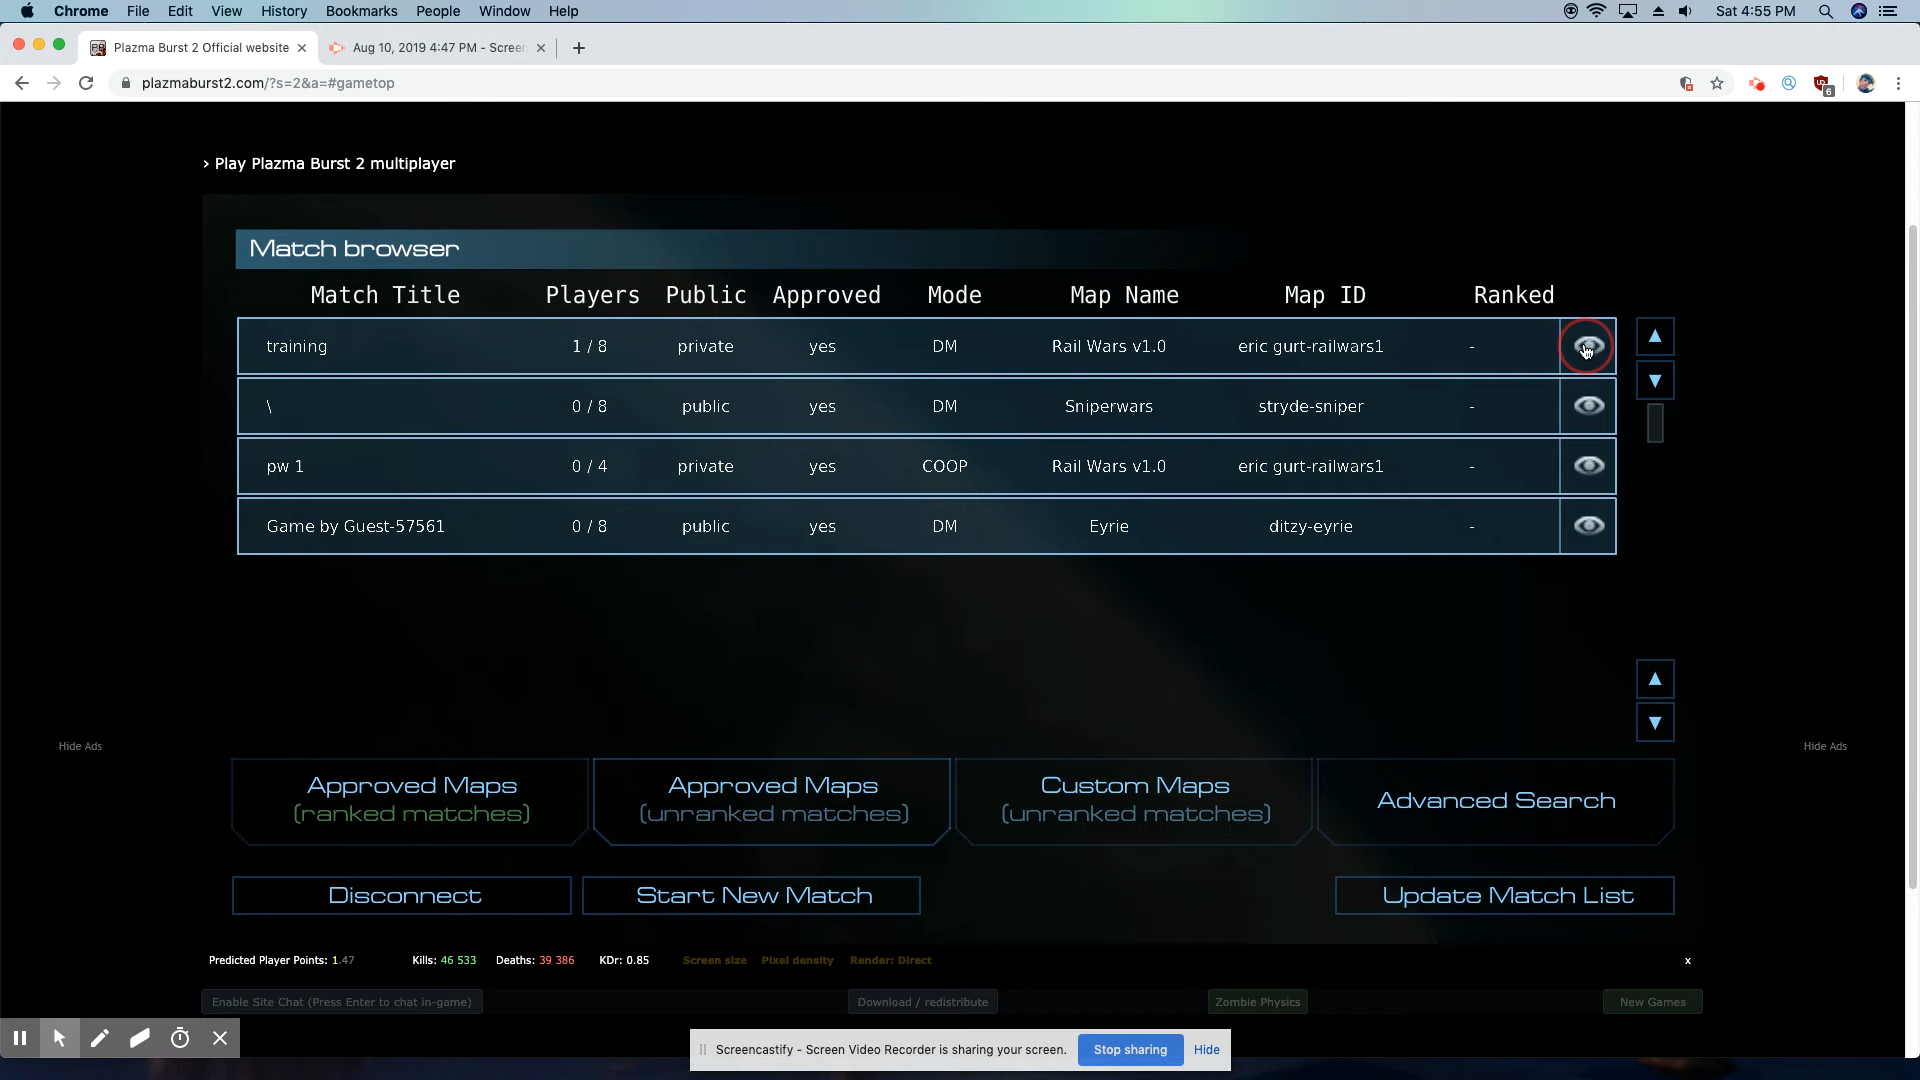 Chrome File Edit View History Bookmarks People Window Help Sat 4:55 PM
Plazma Burst 2 Official website Aug 10, 2019 4:47 PM - Screen
plazmaburst2.com/?s=2&a=#gametop 6
› Play Plazma Burst 2 multiplayer
Match browser
Match Title Players Public Approved Mode Map Name Map ID Ranked
training 1 / 8 private yes DM Rail Wars v1.0 eric gurt-railwars1 -
\ 0 / 8 public yes DM Sniperwars stryde-sniper -
pw 1 0 / 4 private yes COOP Rail Wars v1.0 eric gurt-railwars1 -
Game by Guest-57561 0 / 8 public yes DM Eyrie ditzy-eyrie -
Hide Ads Hide Ads
Approved Maps Approved Maps Custom Maps Advanced Search
(ranked matches) (unranked matches) (unranked matches)
Disconnect Start New Match Update Match List
Predicted Player Points: 1.47 Kills: 46 533 Deaths: 39 386 KDr: 0.85 Screen size Pixel density Render: Direct x
Enable Site Chat (Press Enter to chat in-game) Download / redistribute Zombie Physics New Games
Screencastify - Screen Video Recorder is sharing your screen. Stop sharing Hide